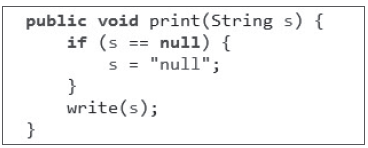 public void print(String s) {
    if (s == null) {
        s = "null";
    }
    write(s);
}